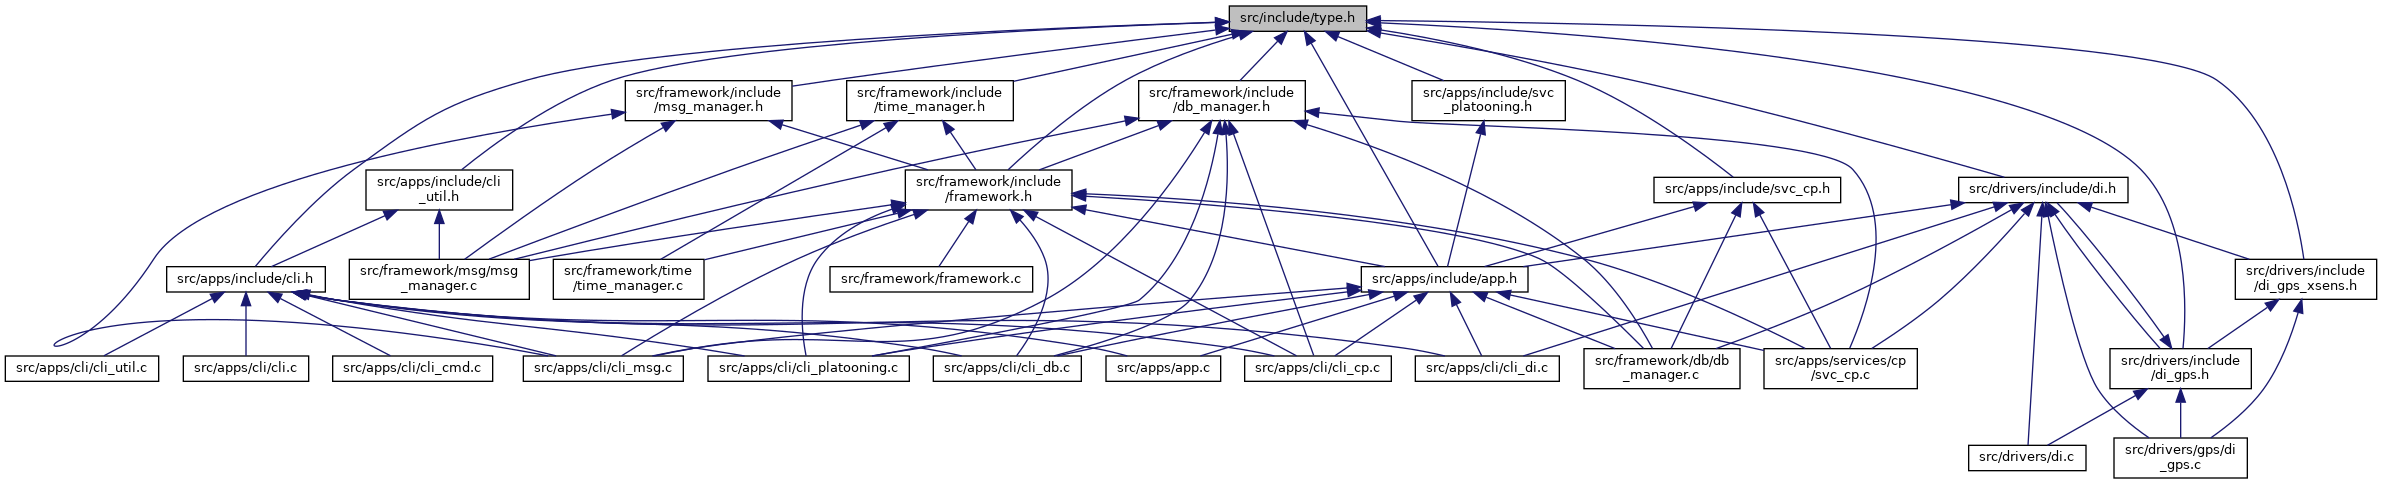 src/include/type.h
src/framework/include
/msg_manager.h
src/framework/include
/time_manager.h
src/framework/include
/db_manager.h
src/apps/include/svc
_platooning.h
src/apps/include/cli
_util.h
src/framework/include
/framework.h
src/apps/include/svc_cp.h
src/drivers/include/di.h
src/apps/include/cli.h
src/framework/msg/msg
_manager.c
src/framework/time
/time_manager.c
src/framework/framework.c
src/apps/include/app.h
src/drivers/include
/di_gps_xsens.h
src/apps/cli/cli_util.c
src/apps/cli/cli.c
src/apps/cli/cli_cmd.c
src/apps/cli/cli_msg.c
src/apps/cli/cli_platooning.c
src/apps/cli/cli_db.c
src/apps/app.c
src/apps/cli/cli_cp.c
src/apps/cli/cli_di.c
src/framework/db/db
_manager.c
src/apps/services/cp
/svc_cp.c
src/drivers/include
/di_gps.h
src/drivers/di.c
src/drivers/gps/di
_gps.c